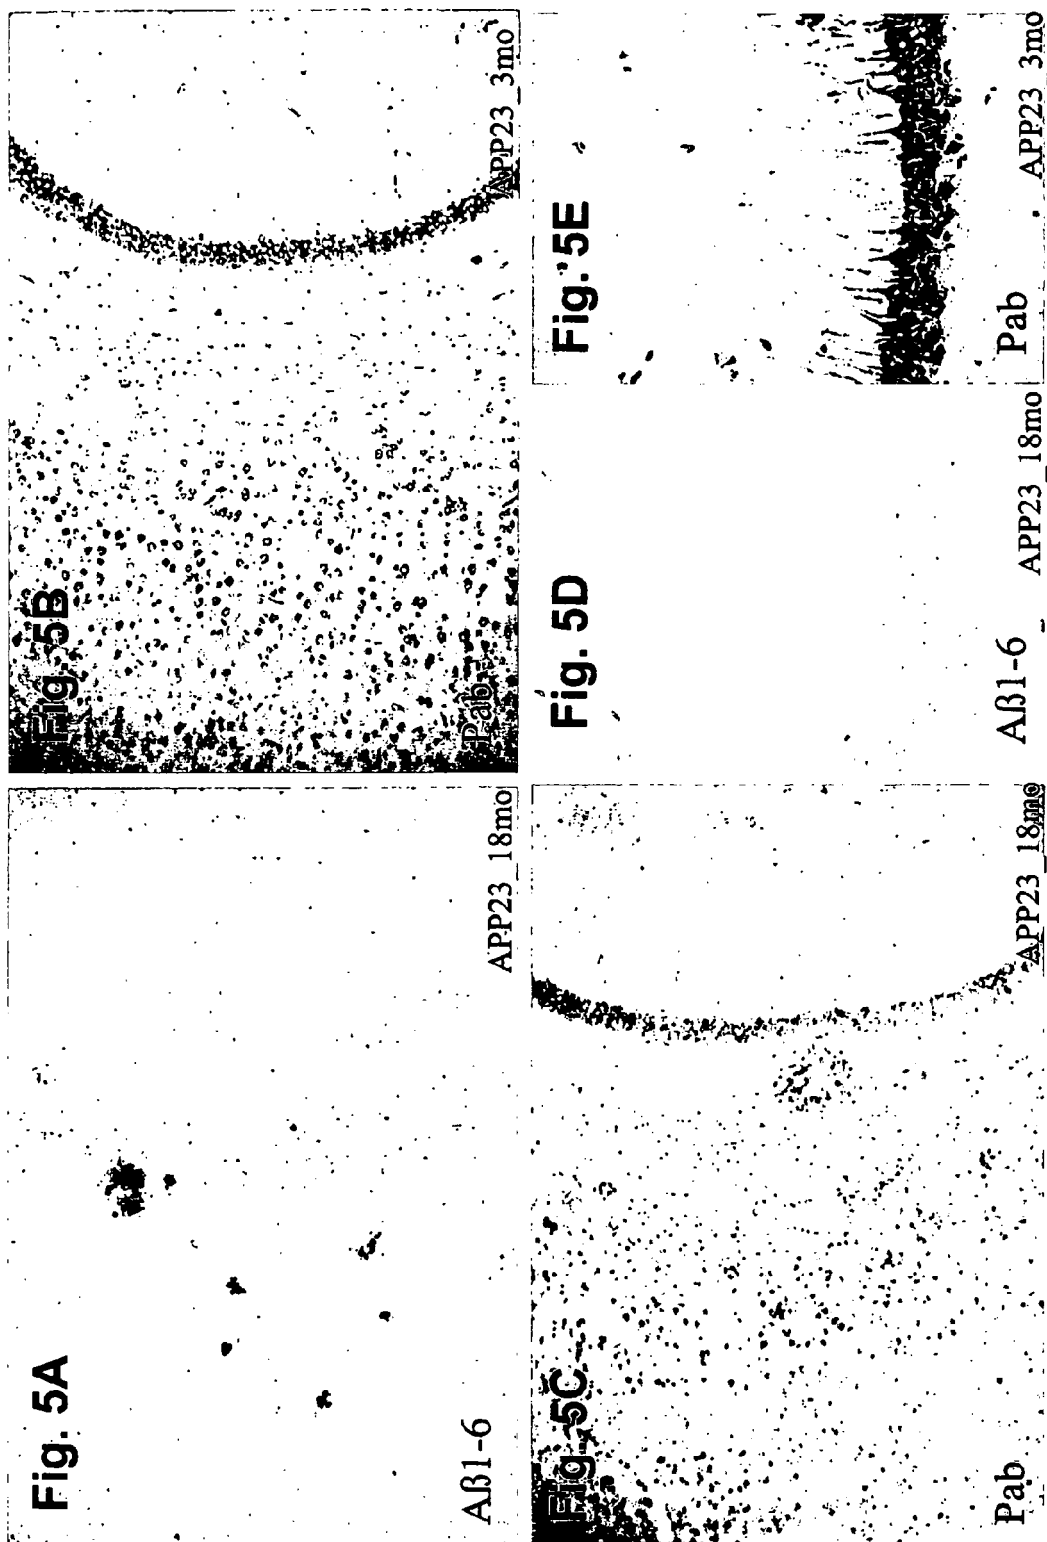 Fig. 5A
Aß1-6
APP23_18mo
Fig. 5B
Pab
APP23_3mo
Fig. 5C
Pab
APP23_18mo
Fig. 5D
Aß1-6
APP23_18mo
Fig. 5E
Pab
APP23_3mo